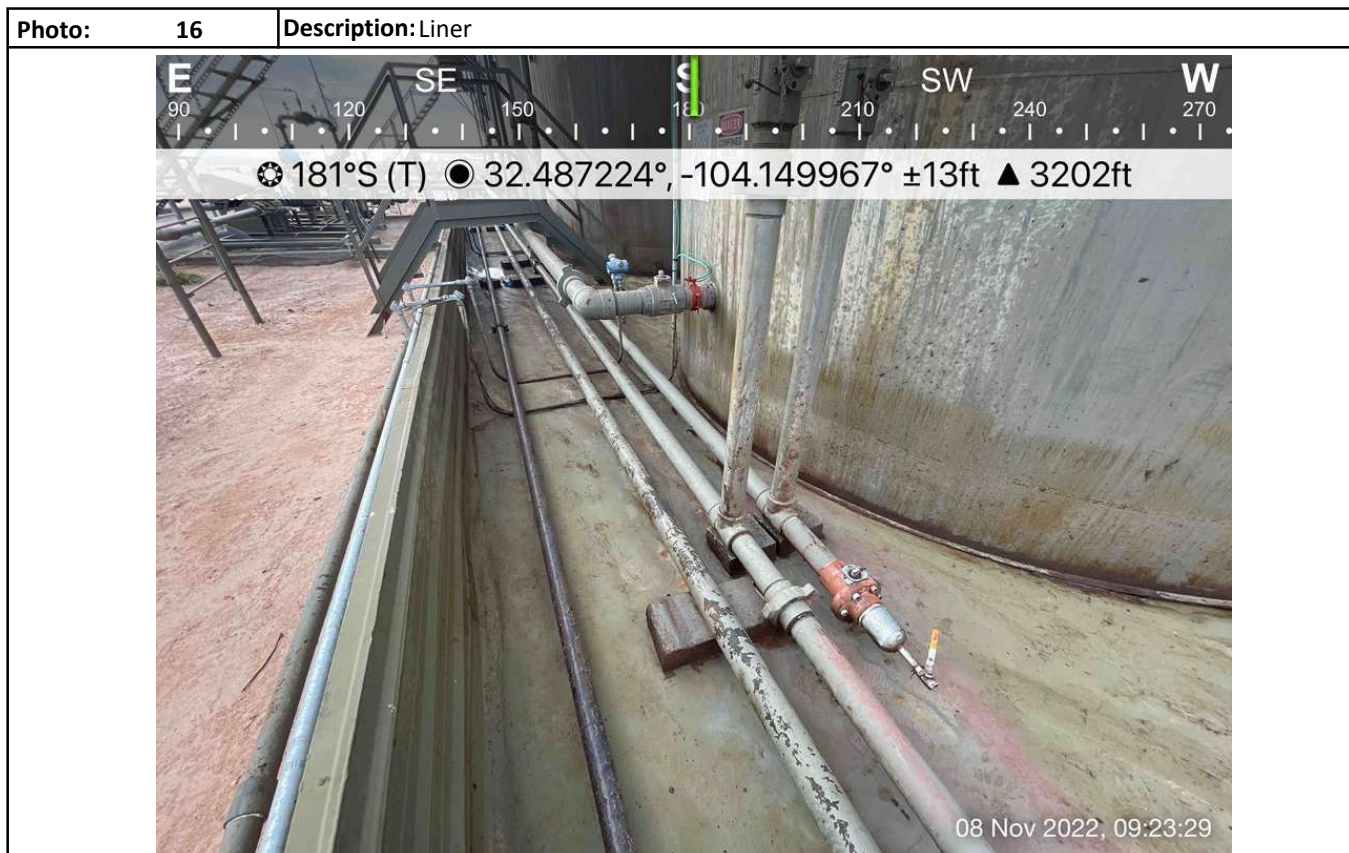 Photo: 16 Description: Liner
E SE S SW W
90 120 150 180 210 240 270
181°S (T) 32.487224°, -104.149967° ±13ft ▲ 3202ft
08 Nov 2022, 09:23:29